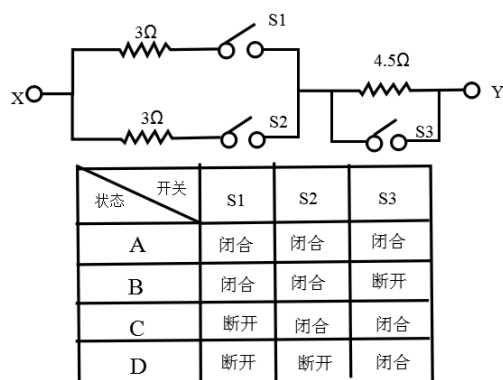 3Ω S1
4.5Ω
X Y
3Ω S2 S3
状态 开关 S1 S2 S3
A 闭合 闭合 闭合
B 闭合 闭合 断开
C 断开 闭合 闭合
D 断开 断开 闭合